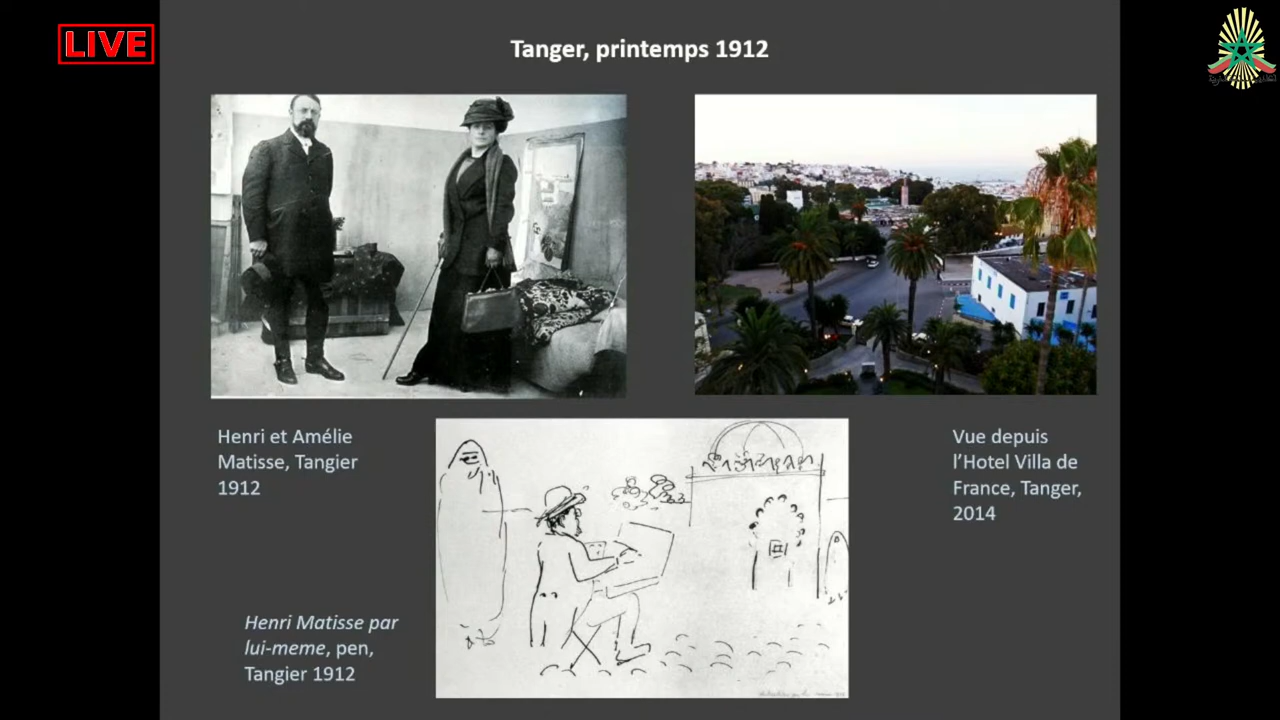 LIVE
Tanger, printemps 1912
Henri et Amélie
Matisse, Tangier
1912
Vue depuis
l’Hotel Villa de
France, Tanger,
2014
Henri Matisse par
lui-meme, pen,
Tangier 1912